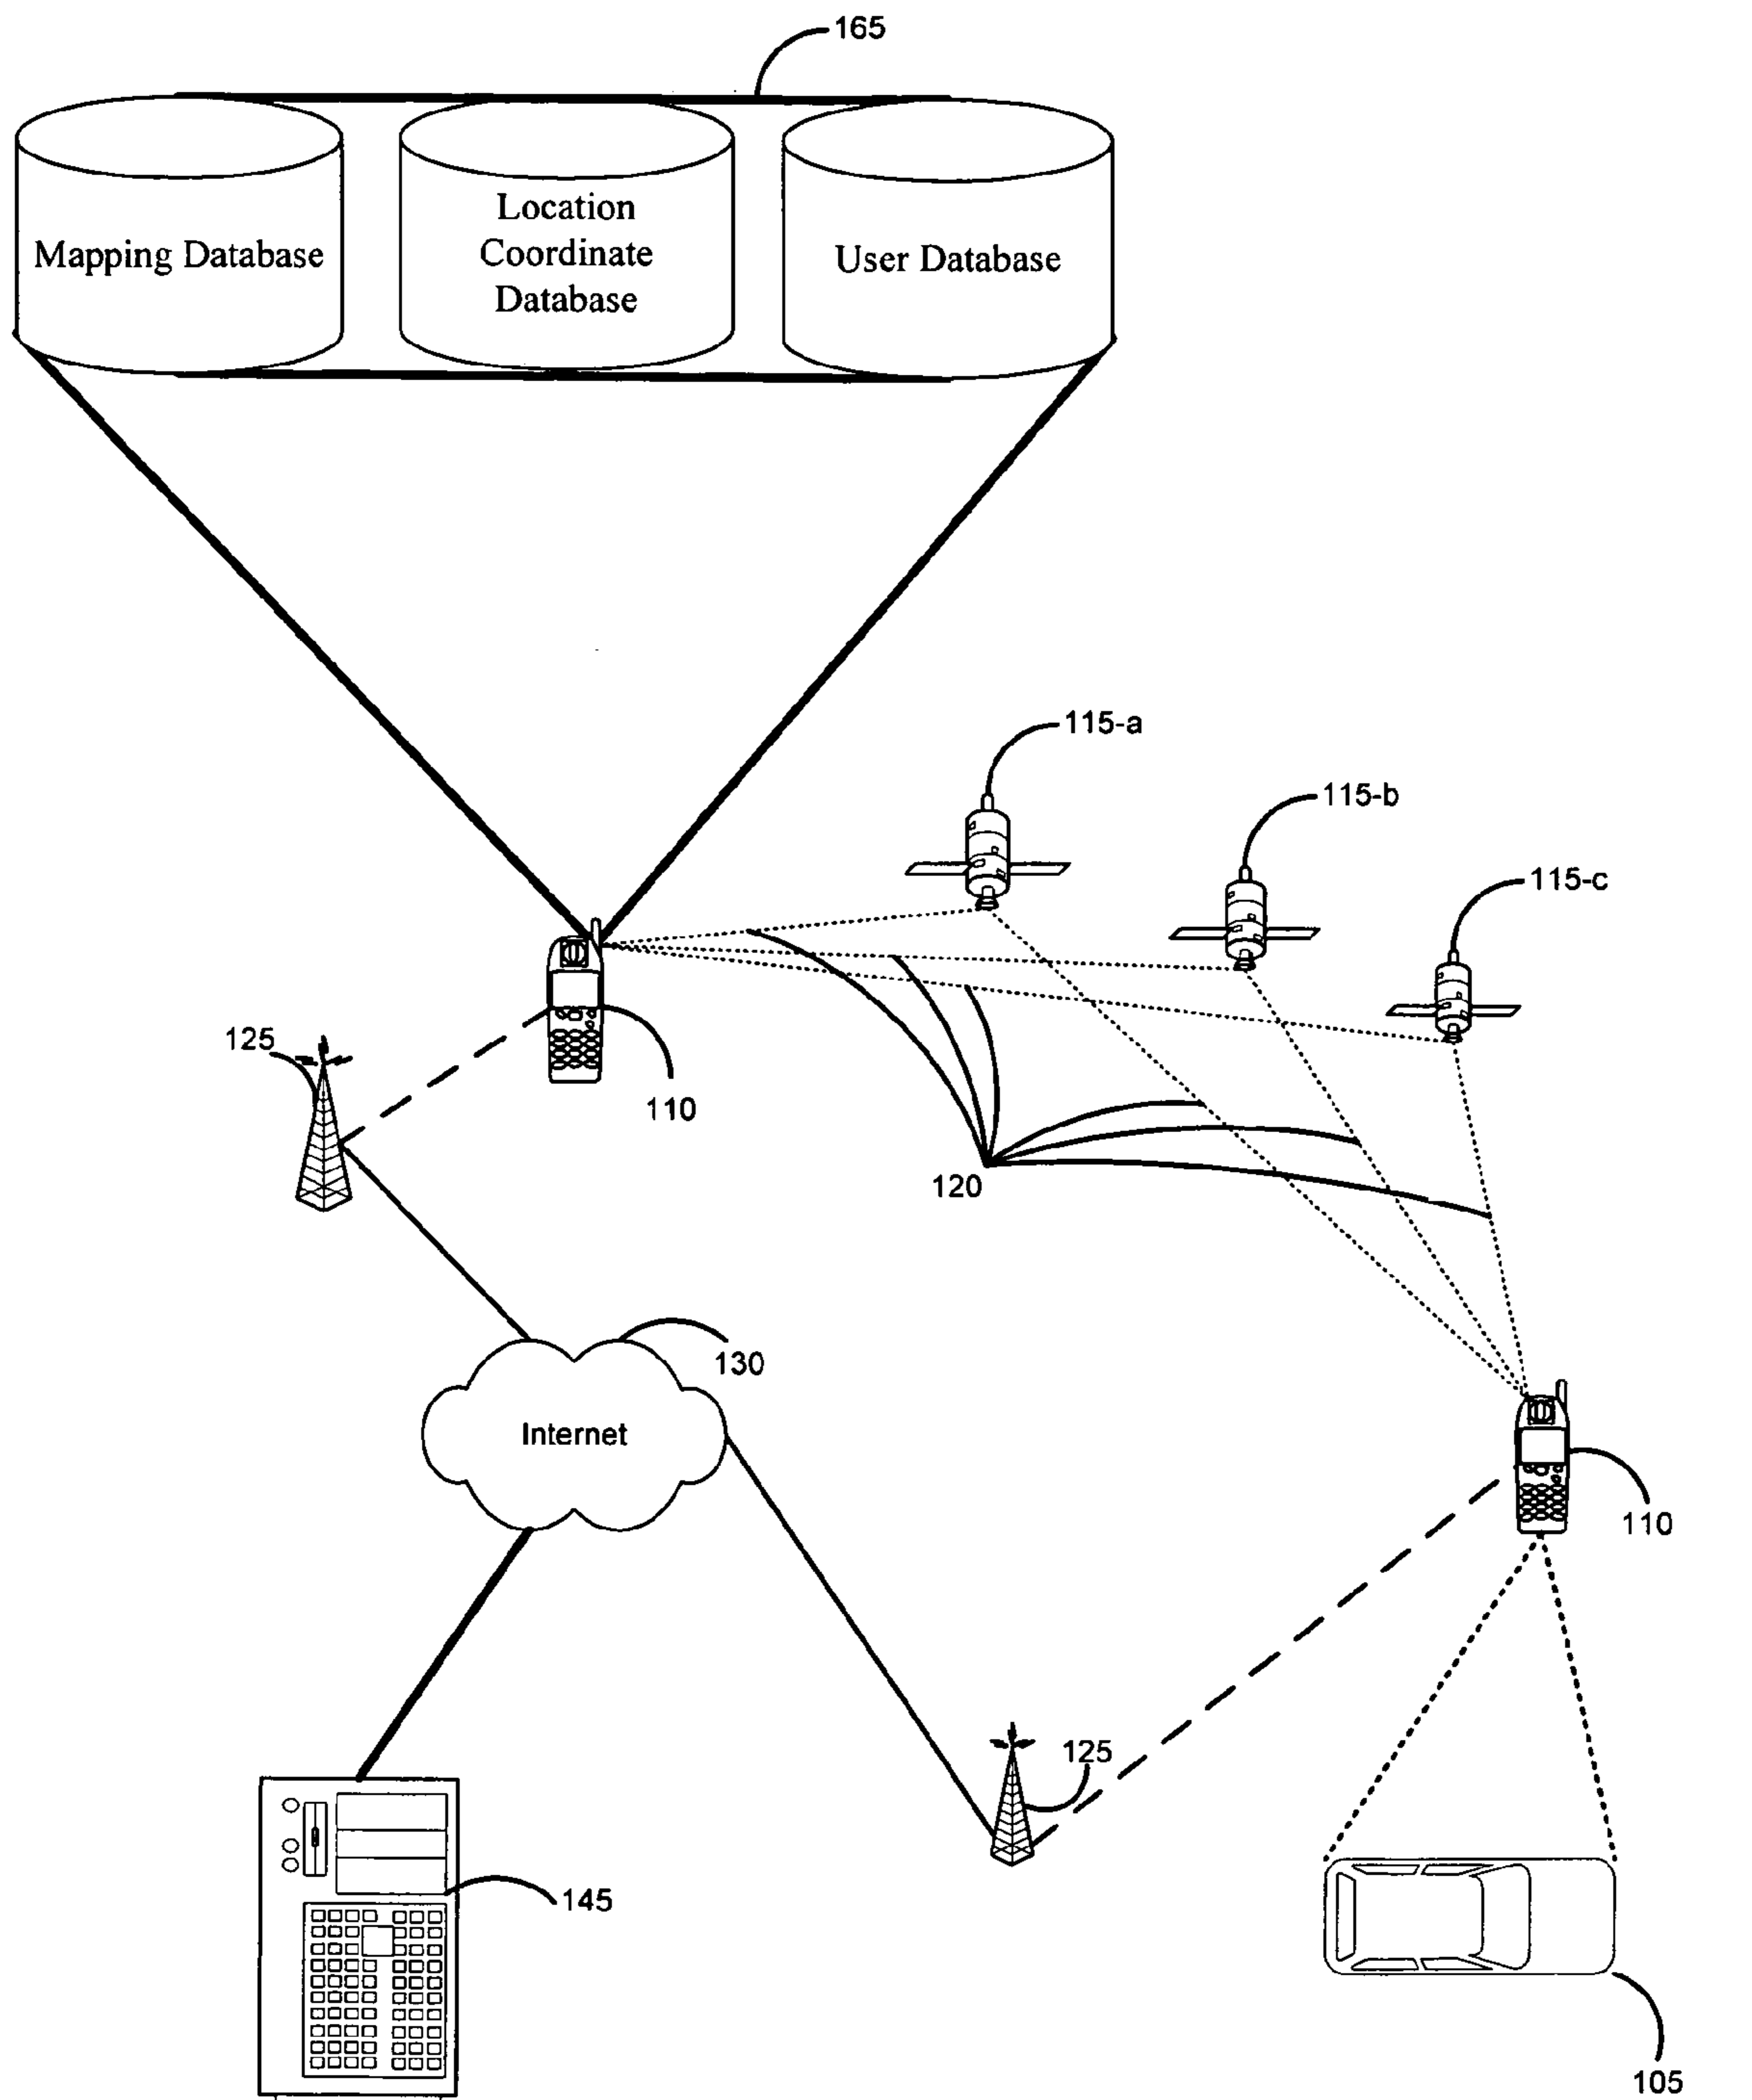 165
Mapping Database
Location
Coordinate
Database
User Database
115-a
115-b
115-c
125
110
120
130
Internet
110
125
145
105